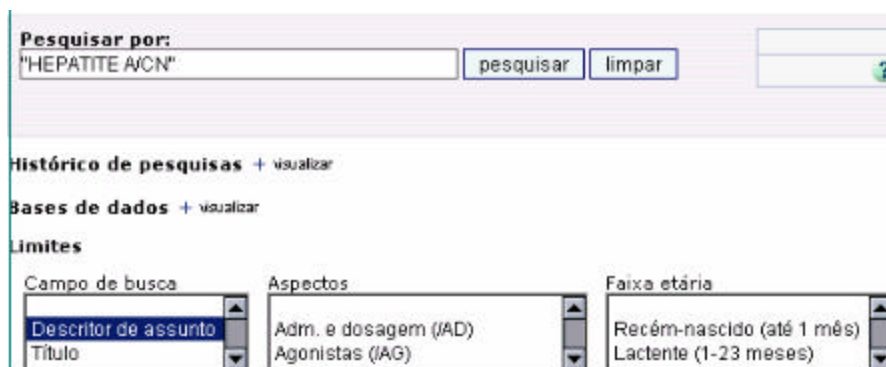 Pesquisar por:
"HEPATITE A/CN" pesquisar limpar ?
Histórico de pesquisas + visualizar
Bases de dados + visualizar
Limites
Campo de busca Aspectos Faixa etária
Descritor de assunto Adm. e dosagem (/AD) Recém-nascido (até 1 mês)
Título Agonistas (/AG) Lactente (1-23 meses)